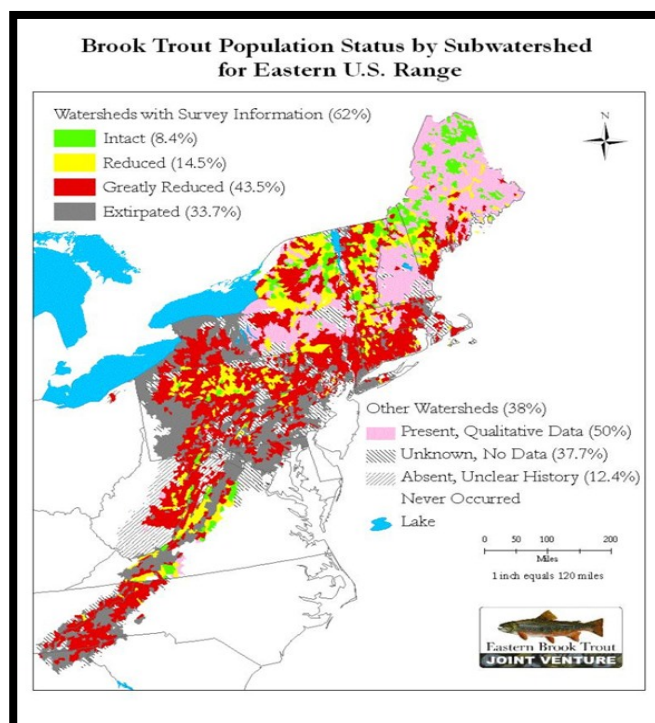 Brook Trout Population Status by Subwatershed
for Eastern U.S. Range
Watersheds with Survey Information (62%)
Intact (8.4%)
Reduced (14.5%)
Greatly Reduced (43.5%)
Extirpated (33.7%)
N
Other Watersheds (38%)
Present, Qualitative Data (50%)
Unknown, No Data (37.7%)
Absent, Unclear History (12.4%)
Never Occurred
Lake
0 50 100 200
Miles
1 inch equals 120 miles
Eastern Brook Trout
JOINT VENTURE